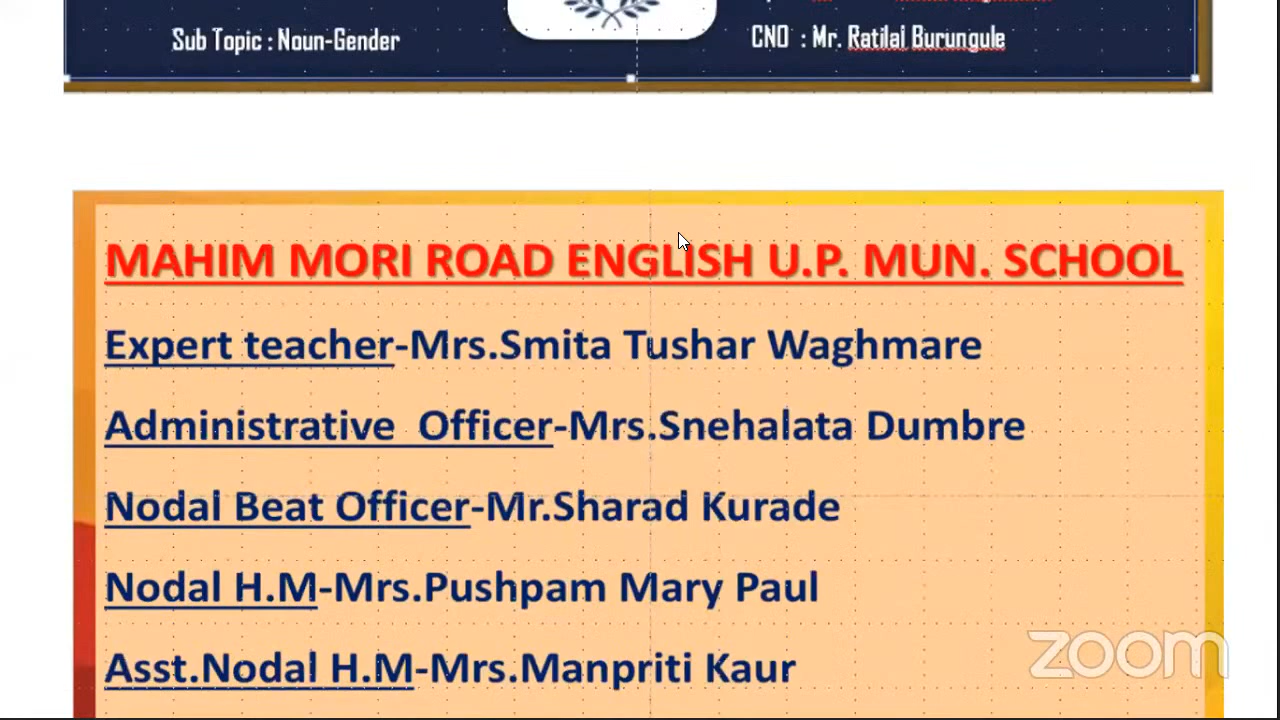 Sub Topic : Noun-Gender
CNO : Mr. Ratilal Burungule
MAHIM MORI ROAD ENGLISH U.P. MUN. SCHOOL
Expert teacher-Mrs.Smita Tushar Waghmare
Administrative Officer-Mrs.Snehalata Dumbre
Nodal Beat Officer-Mr.Sharad Kurade
Nodal H.M-Mrs.Pushpam Mary Paul
Asst.Nodal H.M-Mrs.Manpriti Kaur
zoom